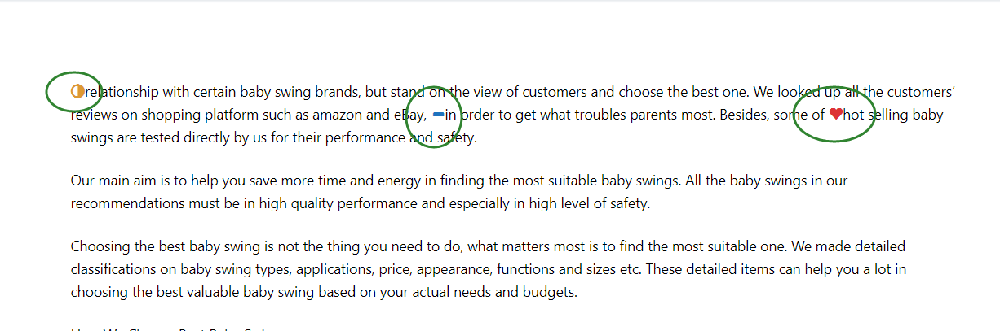 relationship with certain baby swing brands, but stand on the view of customers and choose the best one. We looked up all the customers’
reviews on shopping platform such as amazon and eBay, in order to get what troubles parents most. Besides, some of hot selling baby
swings are tested directly by us for their performance and safety.
Our main aim is to help you save more time and energy in finding the most suitable baby swings. All the baby swings in our
recommendations must be in high quality performance and especially in high level of safety.
Choosing the best baby swing is not the thing you need to do, what matters most is to find the most suitable one. We made detailed
classifications on baby swing types, applications, price, appearance, functions and sizes etc. These detailed items can help you a lot in
choosing the best valuable baby swing based on your actual needs and budgets.